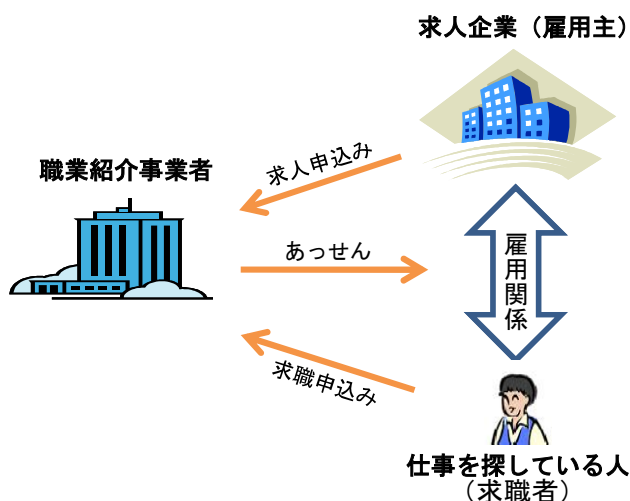 求人企業（雇用主）
職業紹介事業者
求人申込み
あっせん
雇用関係
求職申込み
仕事を探している人
（求職者）